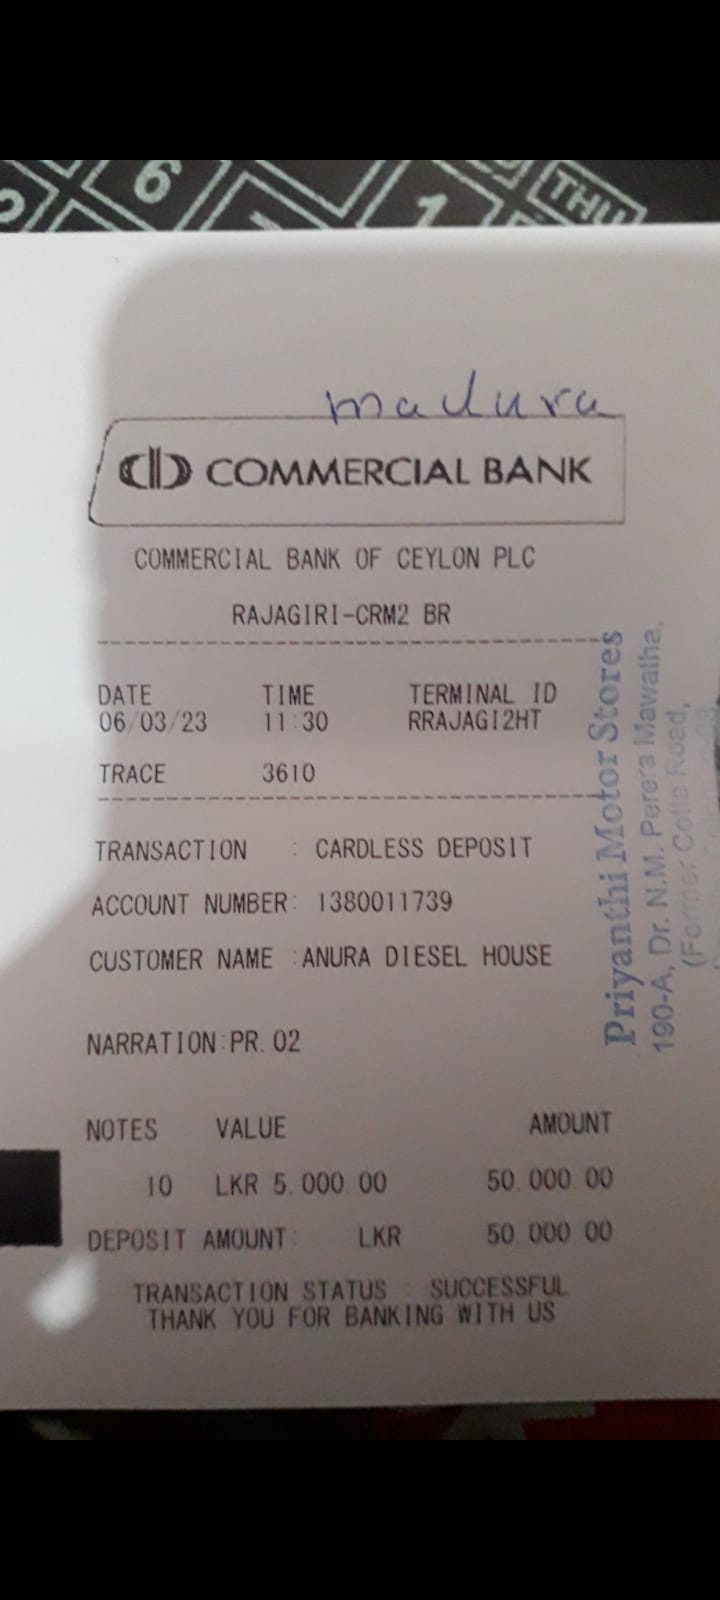 6
1
THU
madura
COMMERCIAL BANK
COMMERCIAL BANK OF CEYLON PLC
RAJAGIRI-CRM2 BR
DATE TIME TERMINAL ID
06/03/23 11:30 RRAJAGI2HT
TRACE 3610
TRANSACTION : CARDLESS DEPOSIT
ACCOUNT NUMBER: 1380011739
CUSTOMER NAME :ANURA DIESEL HOUSE
NARRATION:PR.02
NOTES VALUE AMOUNT
10 LKR 5,000.00 50,000.00
DEPOSIT AMOUNT: LKR 50,000.00
TRANSACTION STATUS : SUCCESSFUL
THANK YOU FOR BANKING WITH US
Priyanthi Motor Stores
190-A, Dr. N.M. Perera Mawatha,
(Former Cotta Road,